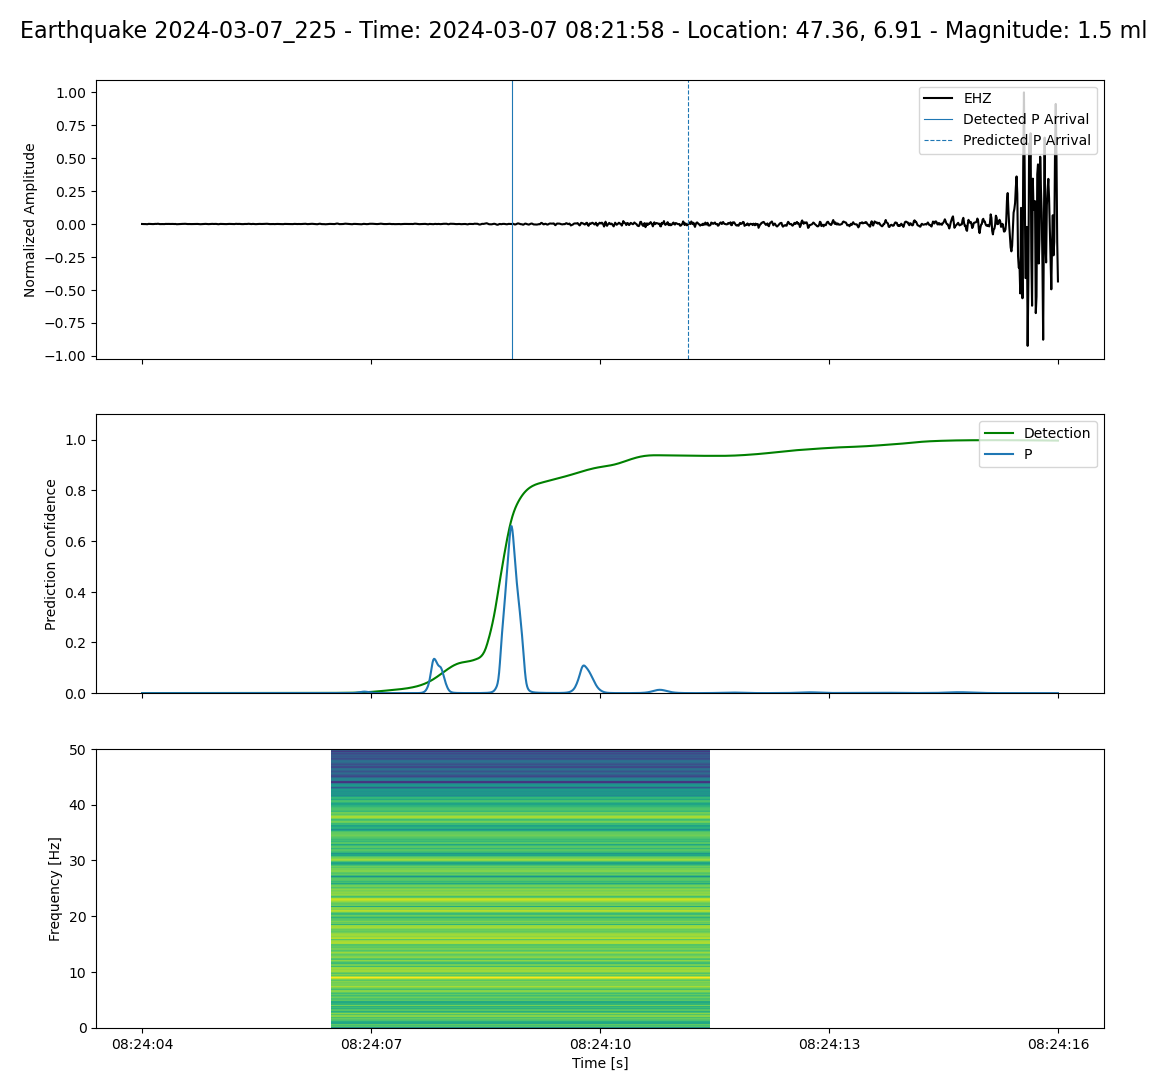 Earthquake 2024-03-07_225 - Time: 2024-03-07 08:21:58 - Location: 47.36, 6.91 - Magnitude: 1.5 ml
Normalized Amplitude
1.00
0.75
0.50
0.25
0.00
−0.25
−0.50
−0.75
−1.00
EHZ
Detected P Arrival
Predicted P Arrival
Prediction Confidence
1.0
0.8
0.6
0.4
0.2
0.0
Detection
P
Frequency [Hz]
50
40
30
20
10
0
08:24:04 08:24:07 08:24:10 08:24:13 08:24:16
Time [s]